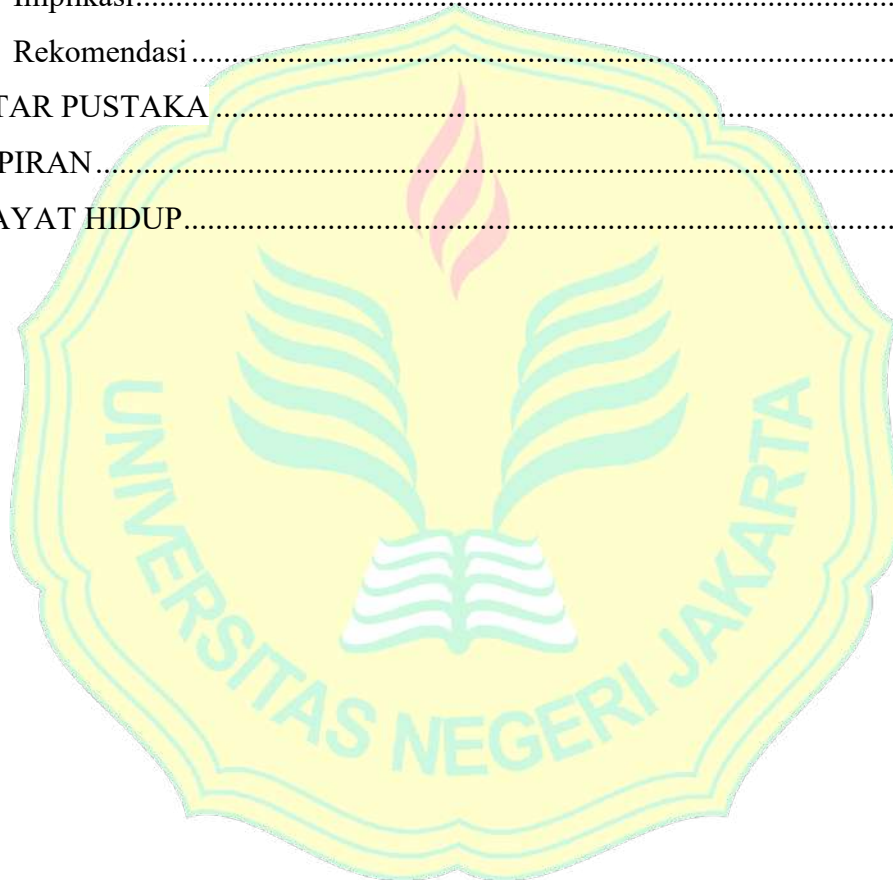 Implikasi
Rekomendasi
TAR PUSTAKA
PIRAN
AYAT HIDUP
UNIVERSITAS NEGERI JAKARTA